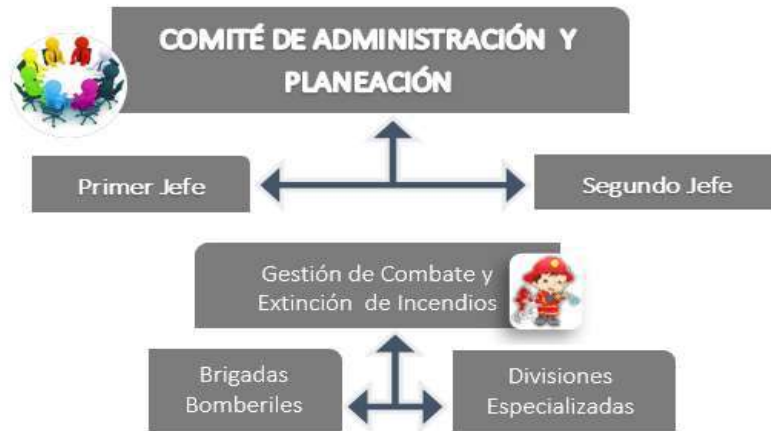 COMITÉ DE ADMINISTRACIÓN Y
PLANEACIÓN
Primer Jefe
Segundo Jefe
Gestión de Combate y
Extinción de Incendios
Brigadas
Bomberiles
Divisiones
Especializadas